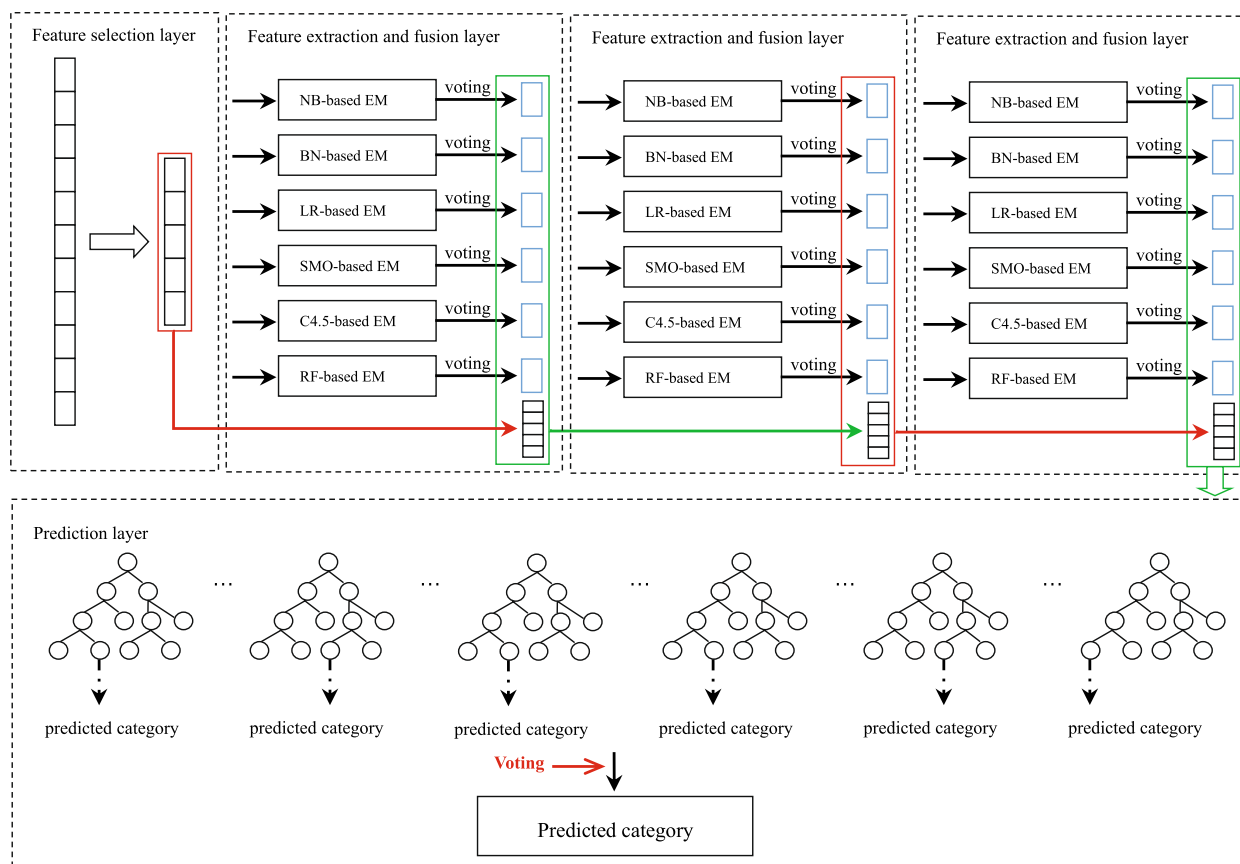 Feature selection layer
Feature extraction and fusion layer
NB-based EM
voting
BN-based EM
voting
LR-based EM
voting
SMO-based EM
voting
C4.5-based EM
voting
RF-based EM
voting
Feature extraction and fusion layer
NB-based EM
voting
BN-based EM
voting
LR-based EM
voting
SMO-based EM
voting
C4.5-based EM
voting
RF-based EM
voting
Feature extraction and fusion layer
NB-based EM
voting
BN-based EM
voting
LR-based EM
voting
SMO-based EM
voting
C4.5-based EM
voting
RF-based EM
voting
Prediction layer
... ... ... ... ...
predicted category predicted category predicted category predicted category predicted category predicted category
Voting
Predicted category